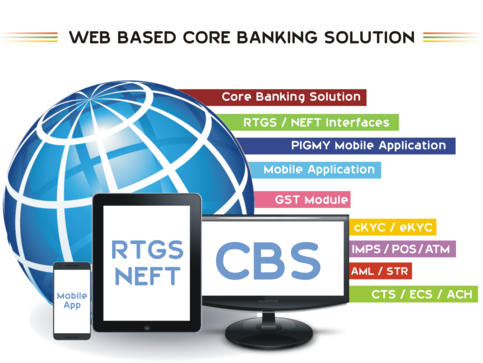 WEB BASED CORE BANKING SOLUTION
Core Banking Solution
RTGS / NEFT Interfaces
PIGMY Mobile Application
Mobile Application
GST Module
cKYC / eKYC
IMPS / POS / ATM
AML / STR
CTS / ECS / ACH
Mobile
App
RTGS
NEFT
CBS